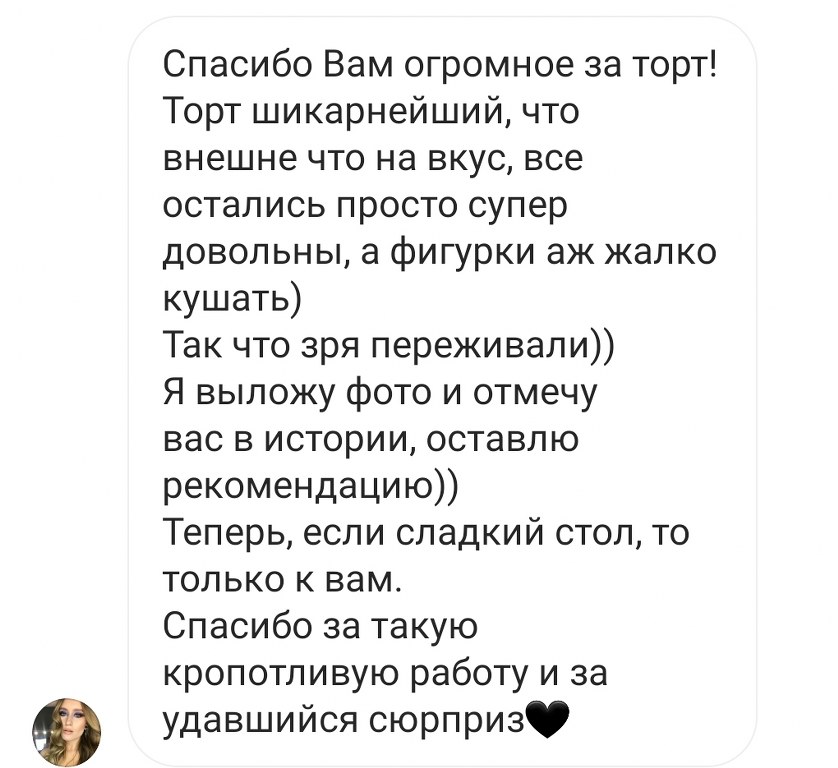 Спасибо Вам огромное за торт!
Торт шикарнейший, что
внешне что на вкус, все
остались просто супер
довольны, а фигурки аж жалко
кушать)
Так что зря переживали))
Я выложу фото и отмечу
вас в истории, оставлю
рекомендацию))
Теперь, если сладкий стол, то
только к вам.
Спасибо за такую
кропотливую работу и за
удавшийся сюрприз🖤